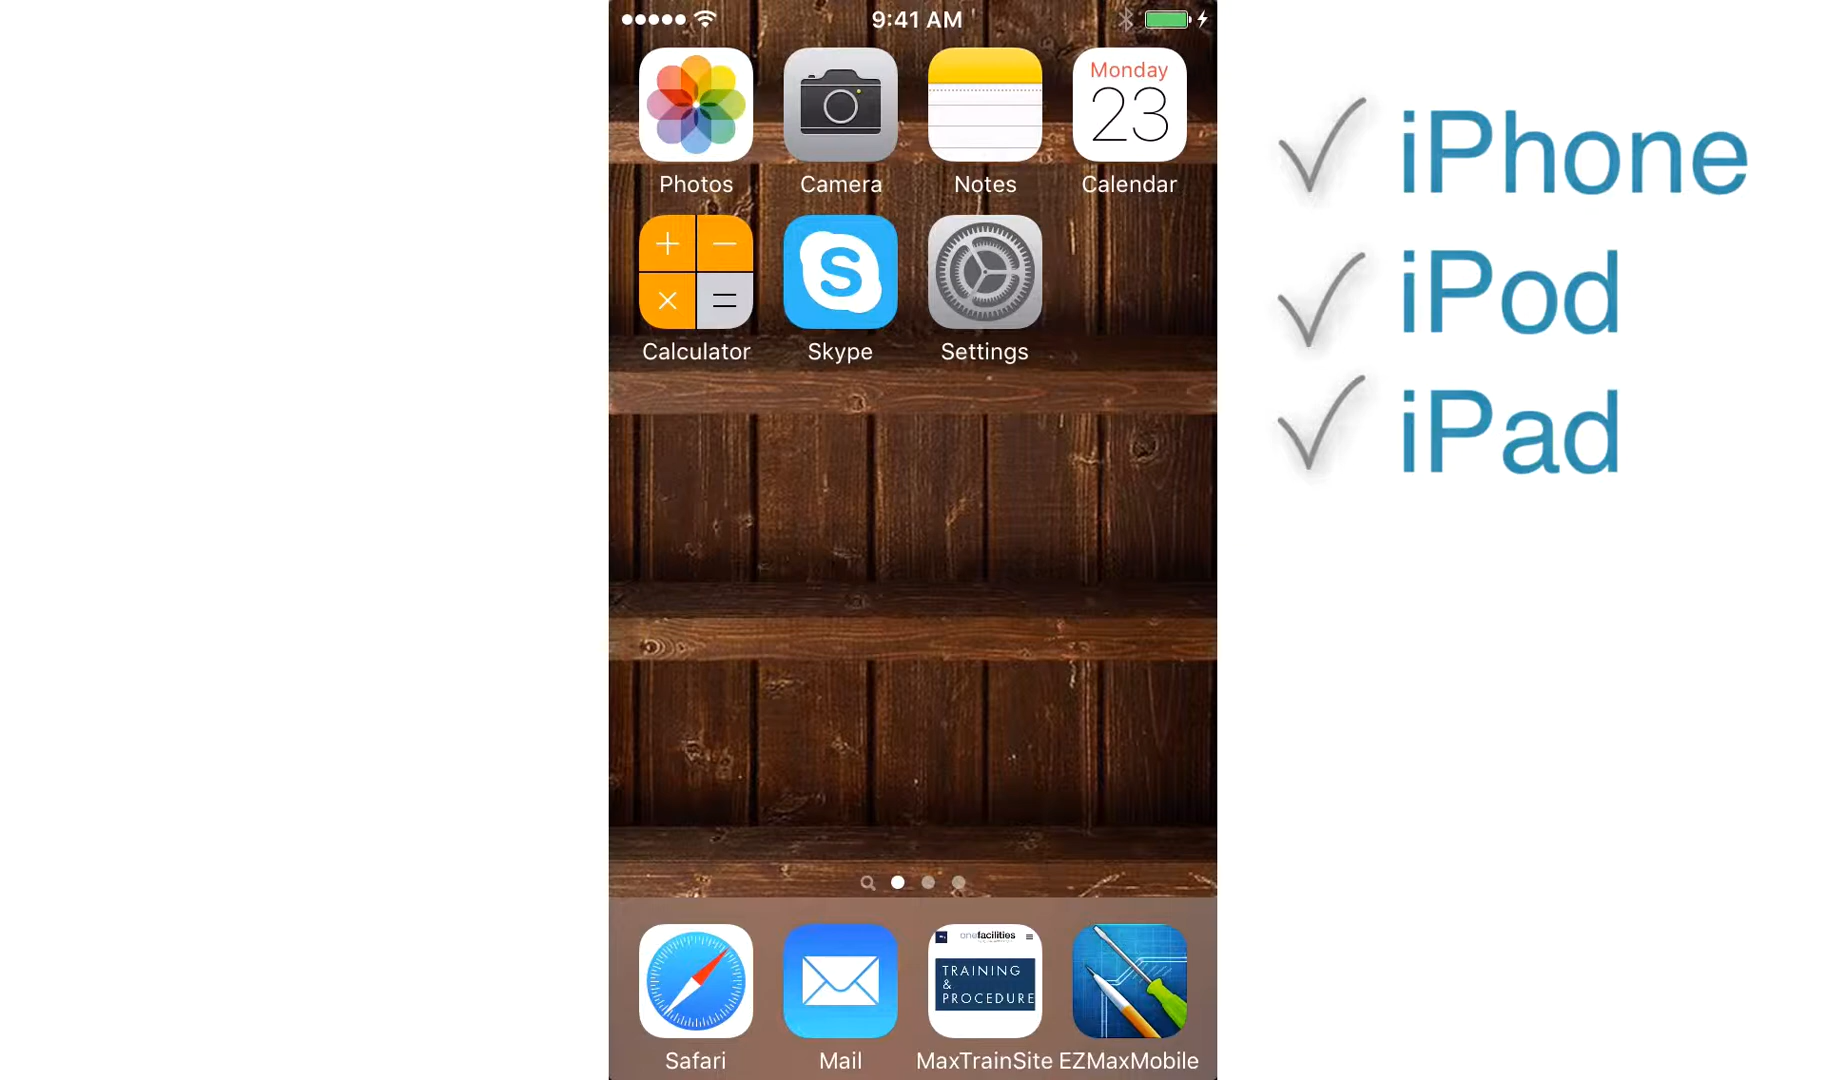 9:41 AM
Monday
23
Photos
Camera
Notes
Calendar
Calculator
Skype
Settings
iPhone
iPod
iPad
onefacilities
TRAINING
&
PROCEDURE
Safari
Mail
MaxTrainSite
EZMaxMobile